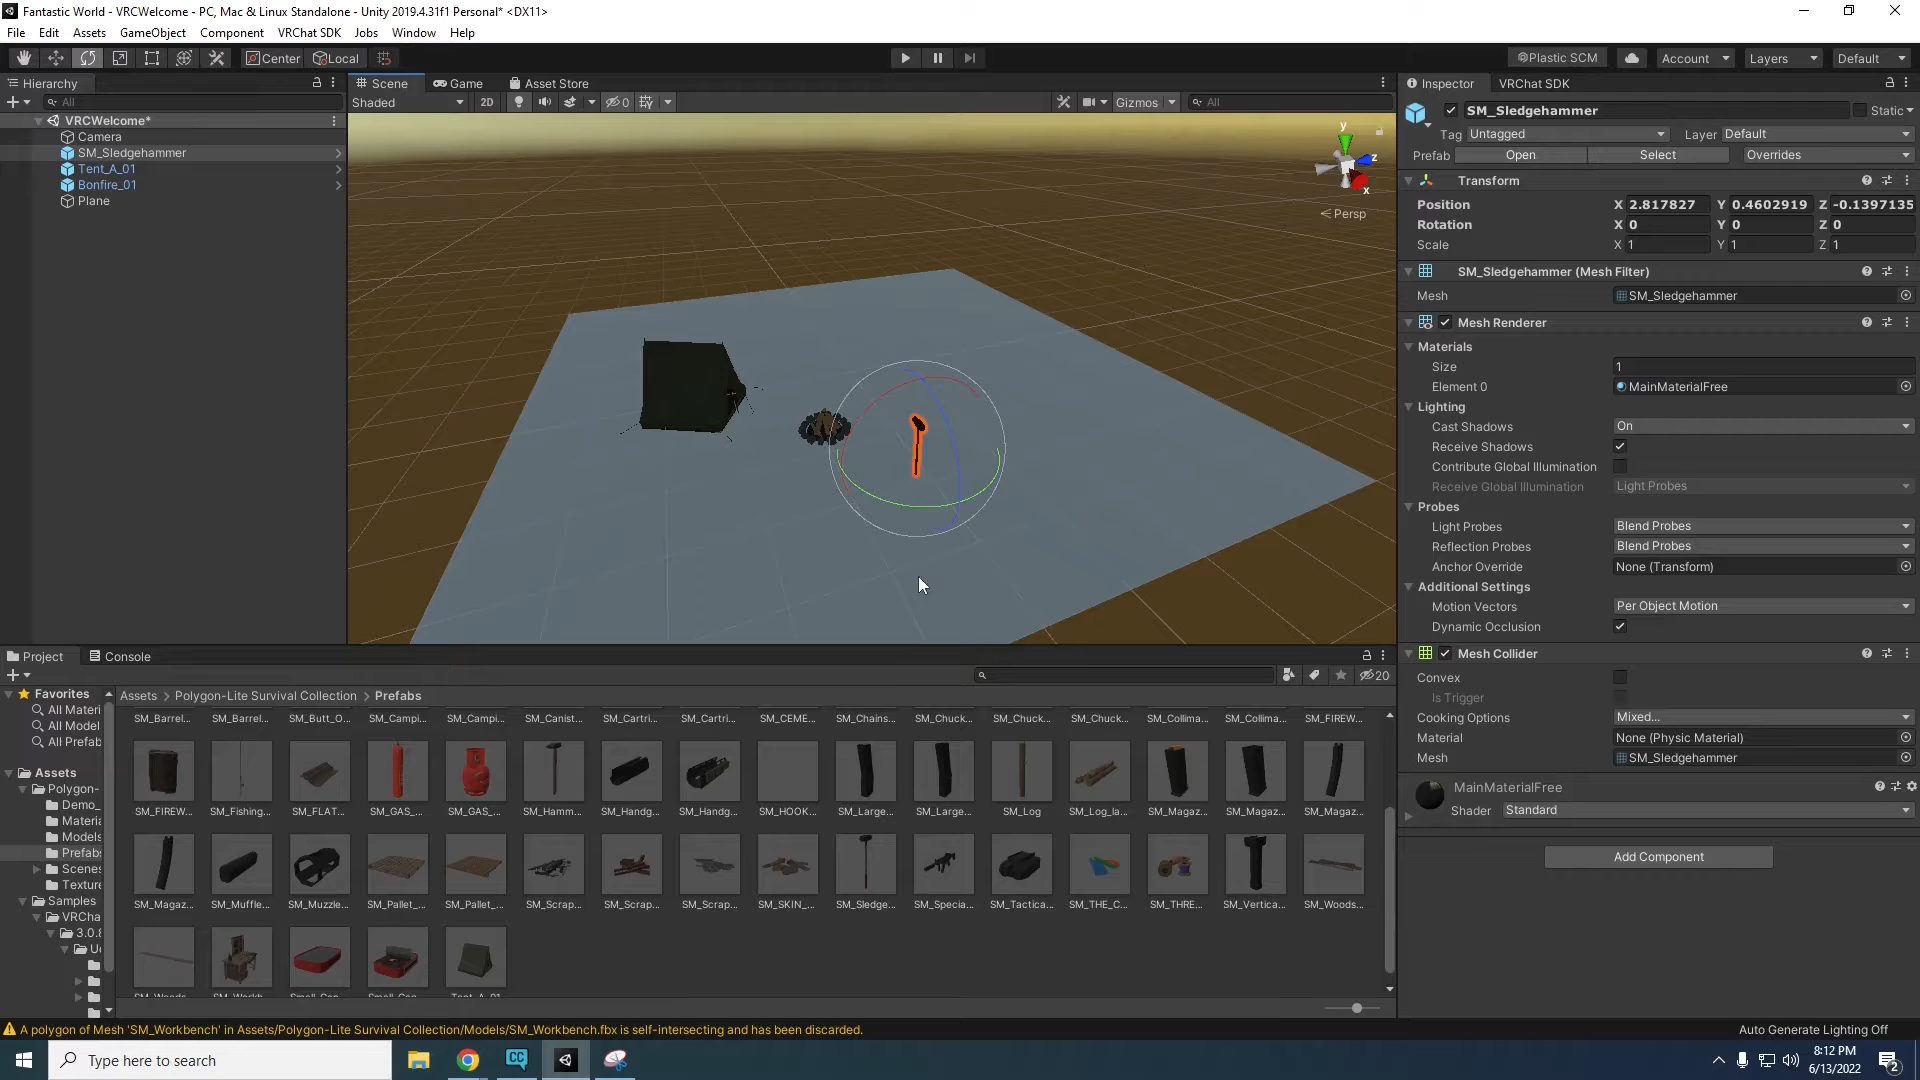 Fantastic World - VRCWelcome - PC, Mac & Linux Standalone - Unity 2019.4.31f1 Personal* <DX11>
File Edit Assets GameObject Component VRChat SDK Jobs Window Help
Center Local Plastic SCM Account Layers Default
Hierarchy
All
VRCWelcome*
Camera
SM_Sledgehammer
Tent_A_01
Bonfire_01
Plane
Scene Game Asset Store
Shaded 2D 0 Gizmos All
y
z
x
Persp
Inspector VRChat SDK
SM_Sledgehammer Static
Tag Untagged Layer Default
Prefab Open Select Overrides
Transform
Position X 2.817827 Y 0.4602919 Z -0.1397135
Rotation X 0 Y 0 Z 0
Scale X 1 Y 1 Z 1
SM_Sledgehammer (Mesh Filter)
Mesh SM_Sledgehammer
Mesh Renderer
Materials
Size 1
Element 0 MainMaterialFree
Lighting
Cast Shadows On
Receive Shadows
Contribute Global Illumination
Receive Global Illumination Light Probes
Probes
Light Probes Blend Probes
Reflection Probes Blend Probes
Anchor Override None (Transform)
Additional Settings
Motion Vectors Per Object Motion
Dynamic Occlusion
Mesh Collider
Convex
Is Trigger
Cooking Options Mixed...
Material None (Physic Material)
Mesh SM_Sledgehammer
MainMaterialFree
Shader Standard
Add Component
Project Console
20
Favorites
All Materi
All Model
All Prefab
Assets
Polygon-
Demo_
Materia
Models
Prefabs
Scenes
Texture
Samples
VRCha
3.0.8
Assets > Polygon-Lite Survival Collection > Prefabs
SM_Barrel... SM_Barrel... SM_Butt_O... SM_Campi... SM_Campi... SM_Canist... SM_Cartri... SM_Cartri... SM_CEME... SM_Chains... SM_Chuck... SM_Chuck... SM_Chuck... SM_Collima... SM_Collima... SM_FIREW...
SM_FIREW... SM_Fishing... SM_FLAT... SM_GAS_... SM_GAS_... SM_Hamm... SM_Handg... SM_Handg... SM_HOOK... SM_Large... SM_Large... SM_Log SM_Log_la... SM_Magaz... SM_Magaz... SM_Magaz...
SM_Magaz... SM_Muffle... SM_Muzzle... SM_Pallet_... SM_Pallet_... SM_Scrap... SM_Scrap... SM_Scrap... SM_SKIN_... SM_Sledge... SM_Specia... SM_Tactica... SM_THE_C... SM_THRE... SM_Vertica... SM_Woods...
A polygon of Mesh 'SM_Workbench' in Assets/Polygon-Lite Survival Collection/Models/SM_Workbench.fbx is self-intersecting and has been discarded.
Auto Generate Lighting Off
Type here to search
CC
8:12 PM
6/13/2022
2